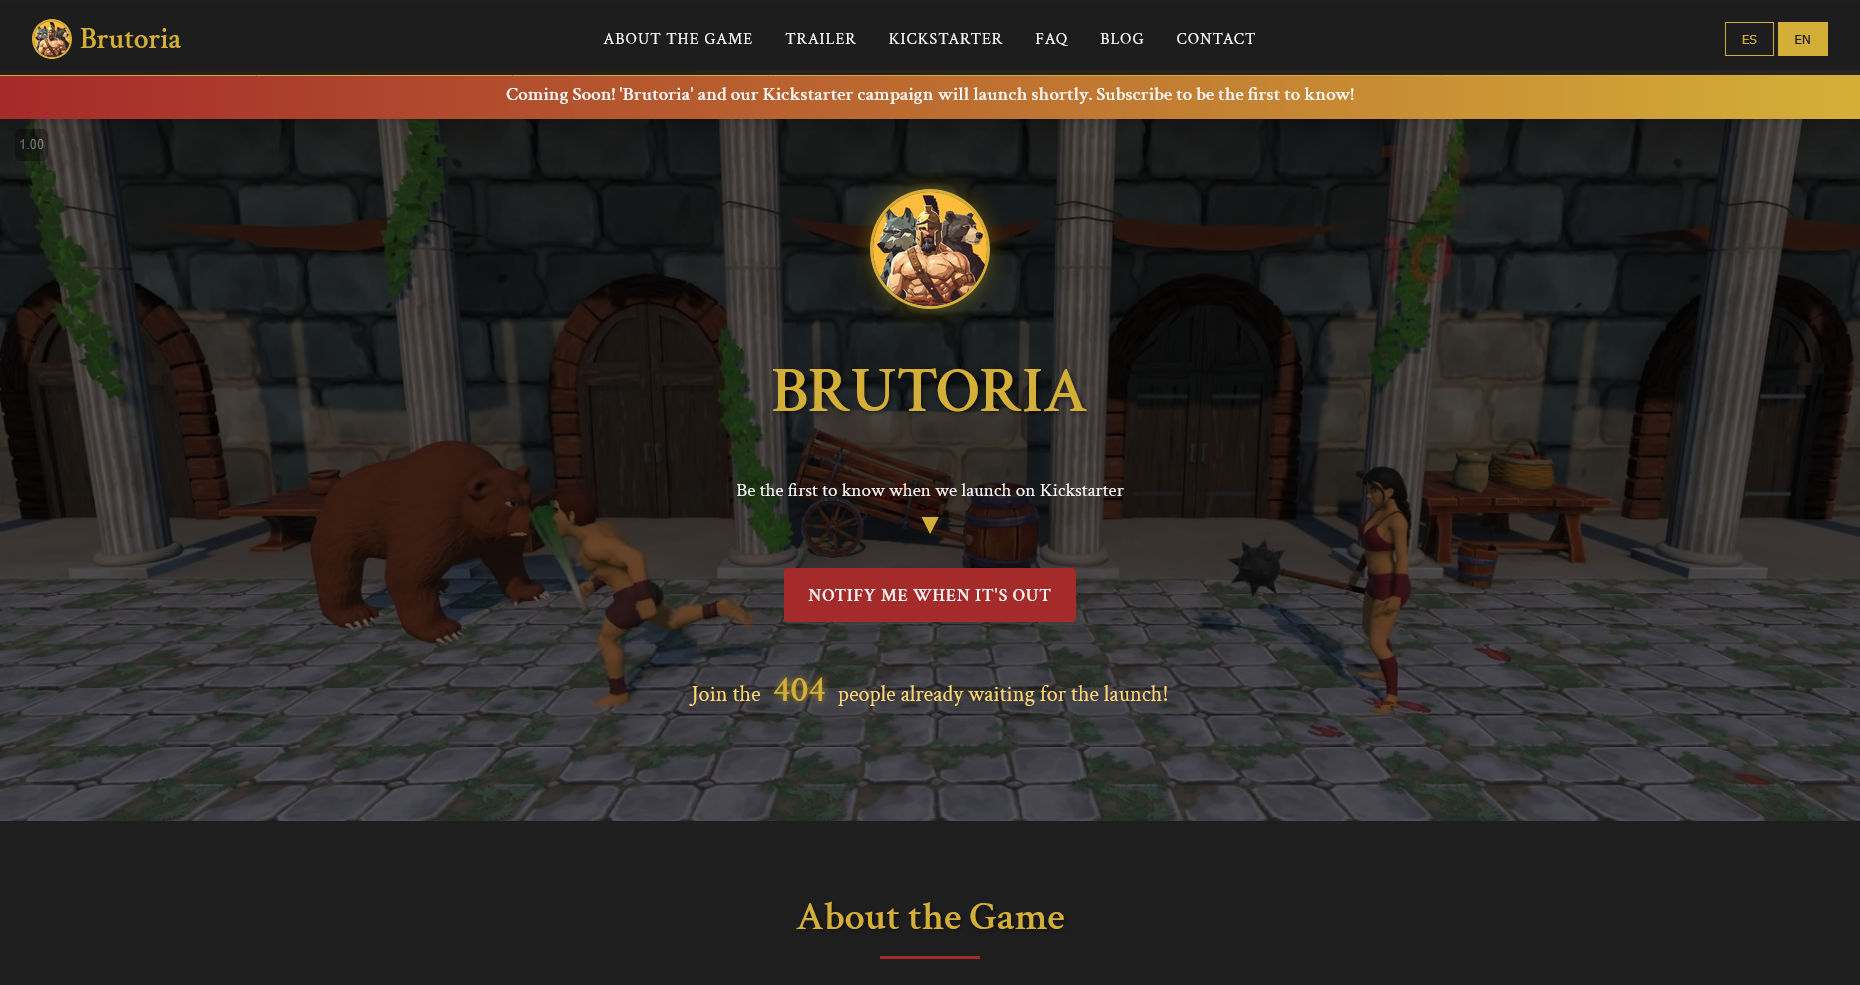 Brutoria
ABOUT THE GAME TRAILER KICKSTARTER FAQ BLOG CONTACT
ES EN
Coming Soon! 'Brutoria' and our Kickstarter campaign will launch shortly. Subscribe to be the first to know!
1.00
10
BRUTORIA
Be the first to know when we launch on Kickstarter
NOTIFY ME WHEN IT'S OUT
Join the 404 people already waiting for the launch!
About the Game